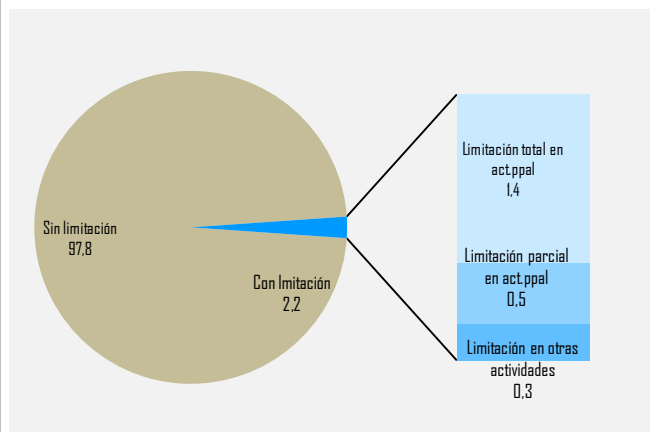 Sin limitación
97,8
Con lmitación
2,2
Limitación total en
act.ppal
1,4
Limitación parcial
en act.ppal
0,5
Limitación en otras
actividades
0,3